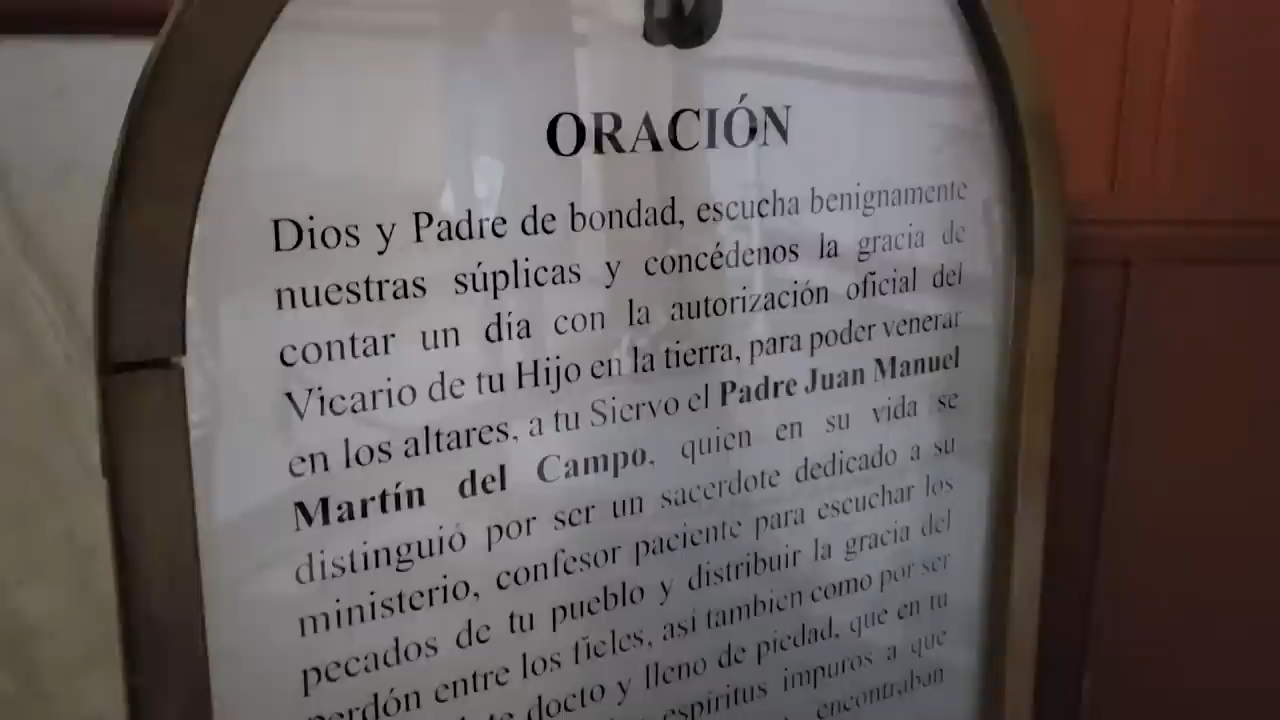 ORACIÓN
Dios y Padre de bondad, escucha benignamente
nuestras súplicas y concédenos la gracia de
contar un día con la autorización oficial del
Vicario de tu Hijo en la tierra, para poder venerar
en los altares, a tu Siervo el Padre Juan Manuel
Martín del Campo, quien en su vida se
distinguió por ser un sacerdote dedicado a su
ministerio, confesor paciente para escuchar los
pecados de tu pueblo y distribuir la gracia del
perdón entre los fieles, así tambien como por ser
docto y lleno de piedad, que en tu
espíritus impuros a que
encontraban